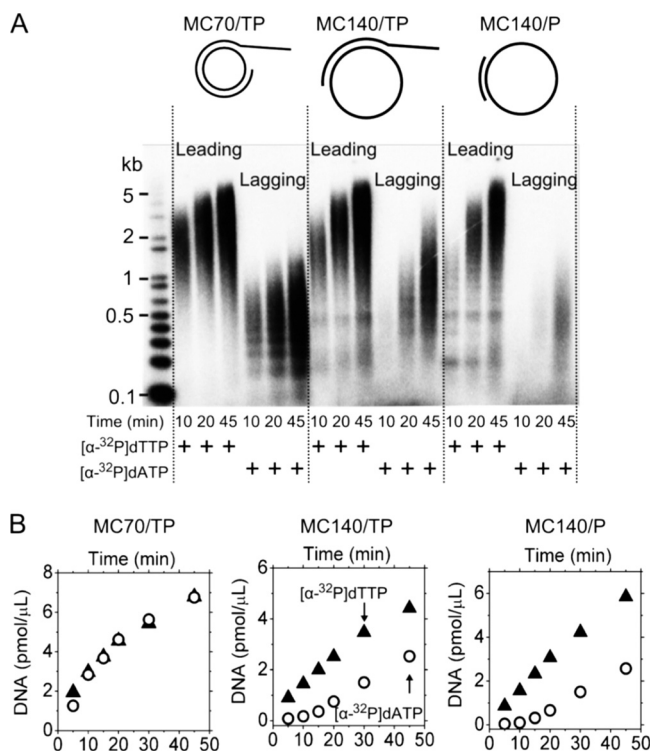 A
MC70/TP MC140/TP MC140/P
Leading Leading Leading
kb Lagging Lagging Lagging
5
2
1
0.5
0.1
Time (min) 10 20 45 10 20 45 10 20 45 10 20 45 10 20 45 10 20 45
[α-³²P]dTTP + + + + + + + + +
[α-³²P]dATP + + + + + + + + +
B
MC70/TP MC140/TP MC140/P
Time (min) Time (min) Time (min)
DNA (pmol/μL)
8
6
4
2
0
0 10 20 30 40 50
DNA (pmol/μL)
6
4
2
0
[α-³²P]dTTP
[α-³²P]dATP
0 10 20 30 40 50
DNA (pmol/μL)
6
4
2
0
0 10 20 30 40 50